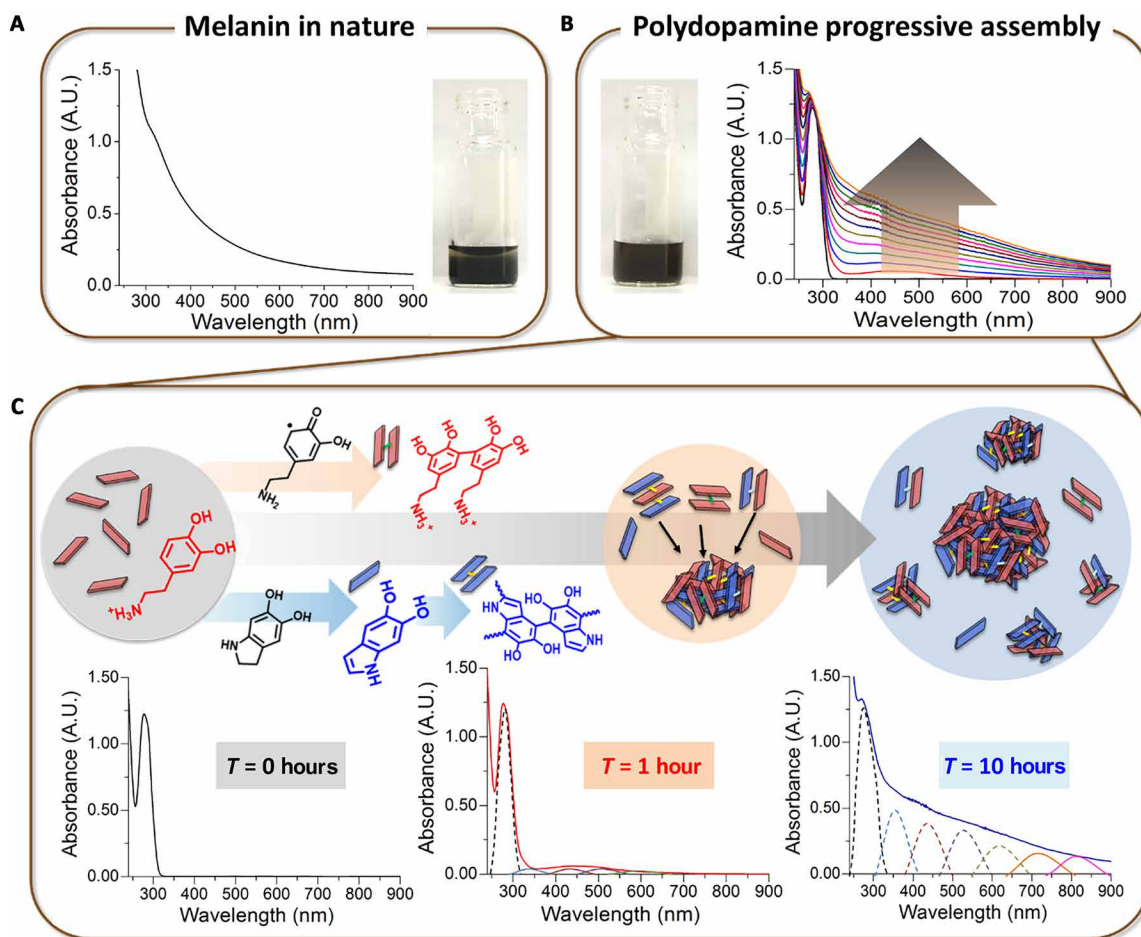 A
Melanin in nature
Absorbance (A.U.)
1.5
1.0
0.5
0.0
300 400 500 600 700 800 900
Wavelength (nm)
B
Polydopamine progressive assembly
Absorbance (A.U.)
1.5
1.0
0.5
0.0
300 400 500 600 700 800 900
Wavelength (nm)
C
OH
OH
+H3N
O
OH
NH2
HO
HO
OH
OH
NH3+
NH3+
OH
OH
HN
HO
OH
NH
HN
HO
OH
HO
OH
NH
Absorbance (A.U.)
1.50
1.00
0.50
0.00
300 400 500 600 700 800 900
Wavelength (nm)
T = 0 hours
Absorbance (A.U.)
1.50
1.00
0.50
0.00
300 400 500 600 700 800 900
Wavelength (nm)
T = 1 hour
Absorbance (A.U.)
1.50
1.00
0.50
0.00
300 400 500 600 700 800 900
Wavelength (nm)
T = 10 hours